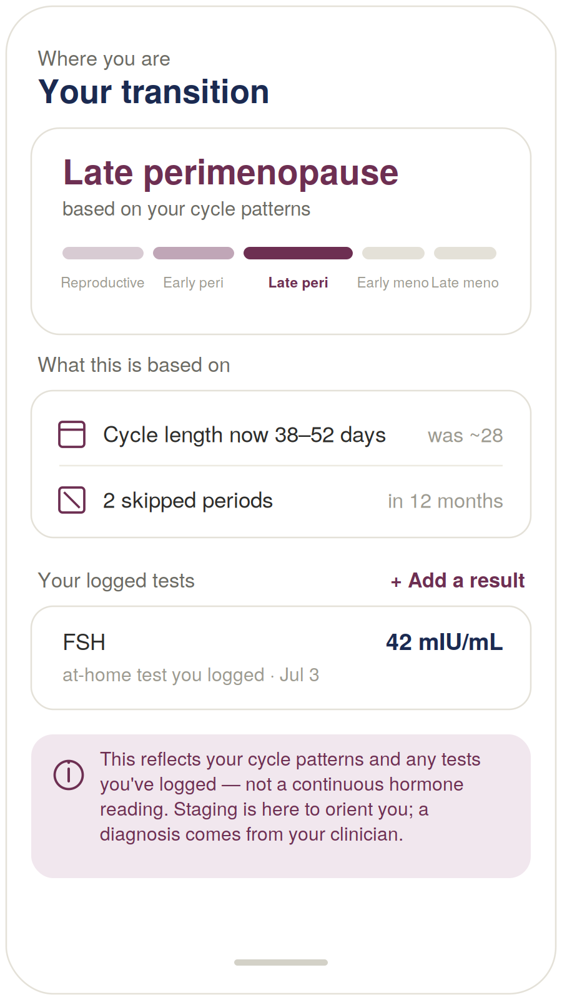 Where you are
Your transition
Late perimenopause
based on your cycle patterns
Reproductive Early peri Late peri Early meno Late meno
What this is based on
Cycle length now 38–52 days was ~28
2 skipped periods in 12 months
Your logged tests + Add a result
FSH 42 mIU/mL
at-home test you logged · Jul 3
This reflects your cycle patterns and any tests
you've logged — not a continuous hormone
reading. Staging is here to orient you; a
diagnosis comes from your clinician.